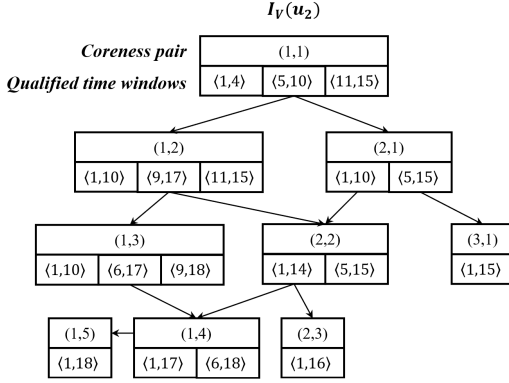 I_V(u_2)
Coreness pair (1,1)
Qualified time windows ⟨1,4⟩ ⟨5,10⟩ ⟨11,15⟩
(1,2) (2,1)
⟨1,10⟩ ⟨9,17⟩ ⟨11,15⟩ ⟨1,10⟩ ⟨5,15⟩
(1,3) (2,2) (3,1)
⟨1,10⟩ ⟨6,17⟩ ⟨9,18⟩ ⟨1,14⟩ ⟨5,15⟩ ⟨1,15⟩
(1,5) (1,4) (2,3)
⟨1,18⟩ ⟨1,17⟩ ⟨6,18⟩ ⟨1,16⟩